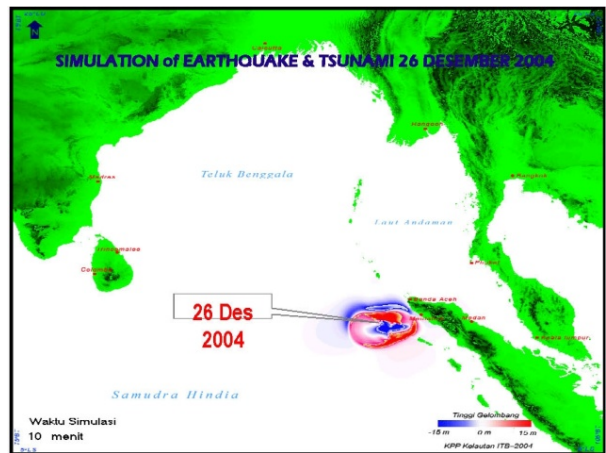 N
SIMULATION of EARTHQUAKE & TSUNAMI 26 DESEMBER 2004
Rangoon
Madras
Teluk Benggala
Bangkok
Laut Andaman
Trincomalee
Colombo
Phuket
Banda Aceh
Medan
26 Des
2004
Kuala Lumpur
Samudra Hindia
Waktu Simulasi
10 menit
Tinggi Gelombang
-15 m 0 m 15 m
KPP Kelautan ITB-2004